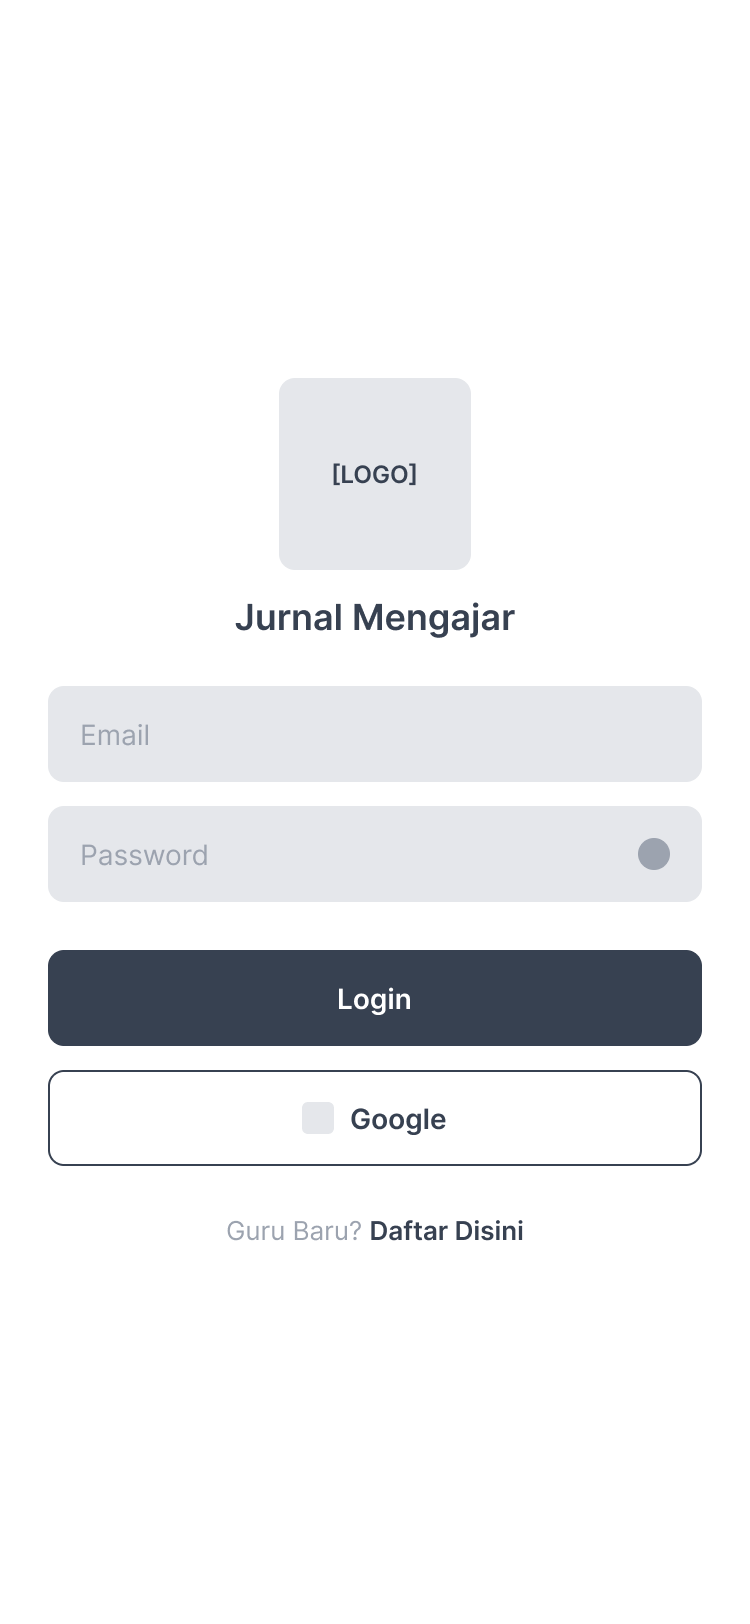 [LOGO]
Jurnal Mengajar
Email
Password
Login
Google
Guru Baru? Daftar Disini